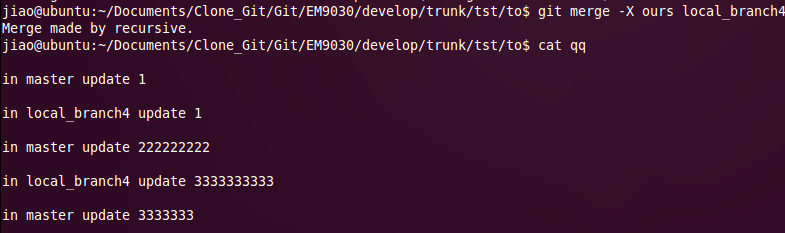 jiao@ubuntu:~/Documents/Clone_Git/Git/EM9030/develop/trunk/tst/to$ git merge -X ours local_branch4
Merge made by recursive.
jiao@ubuntu:~/Documents/Clone_Git/Git/EM9030/develop/trunk/tst/to$ cat qq
in master update 1
in local_branch4 update 1
in master update 222222222
in local_branch4 update 3333333333
in master update 3333333